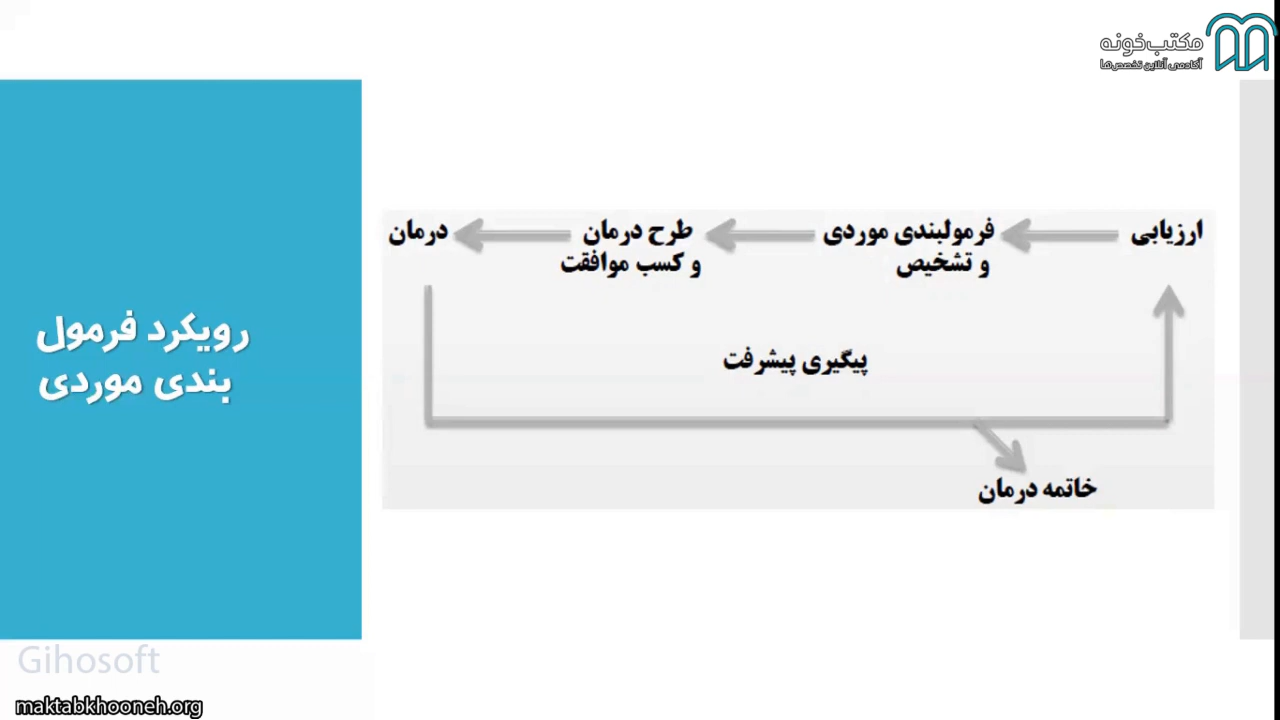 مکتب‌خونه
آکادمی آنلاین تخصص‌ها
رویکرد فرمول
بندی موردی
ارزیابی
فرمولبندی موردی
و تشخیص
طرح درمان
و کسب موافقت
درمان
پیگیری پیشرفت
خاتمه درمان
Gihosoft
maktabkhooneh.org